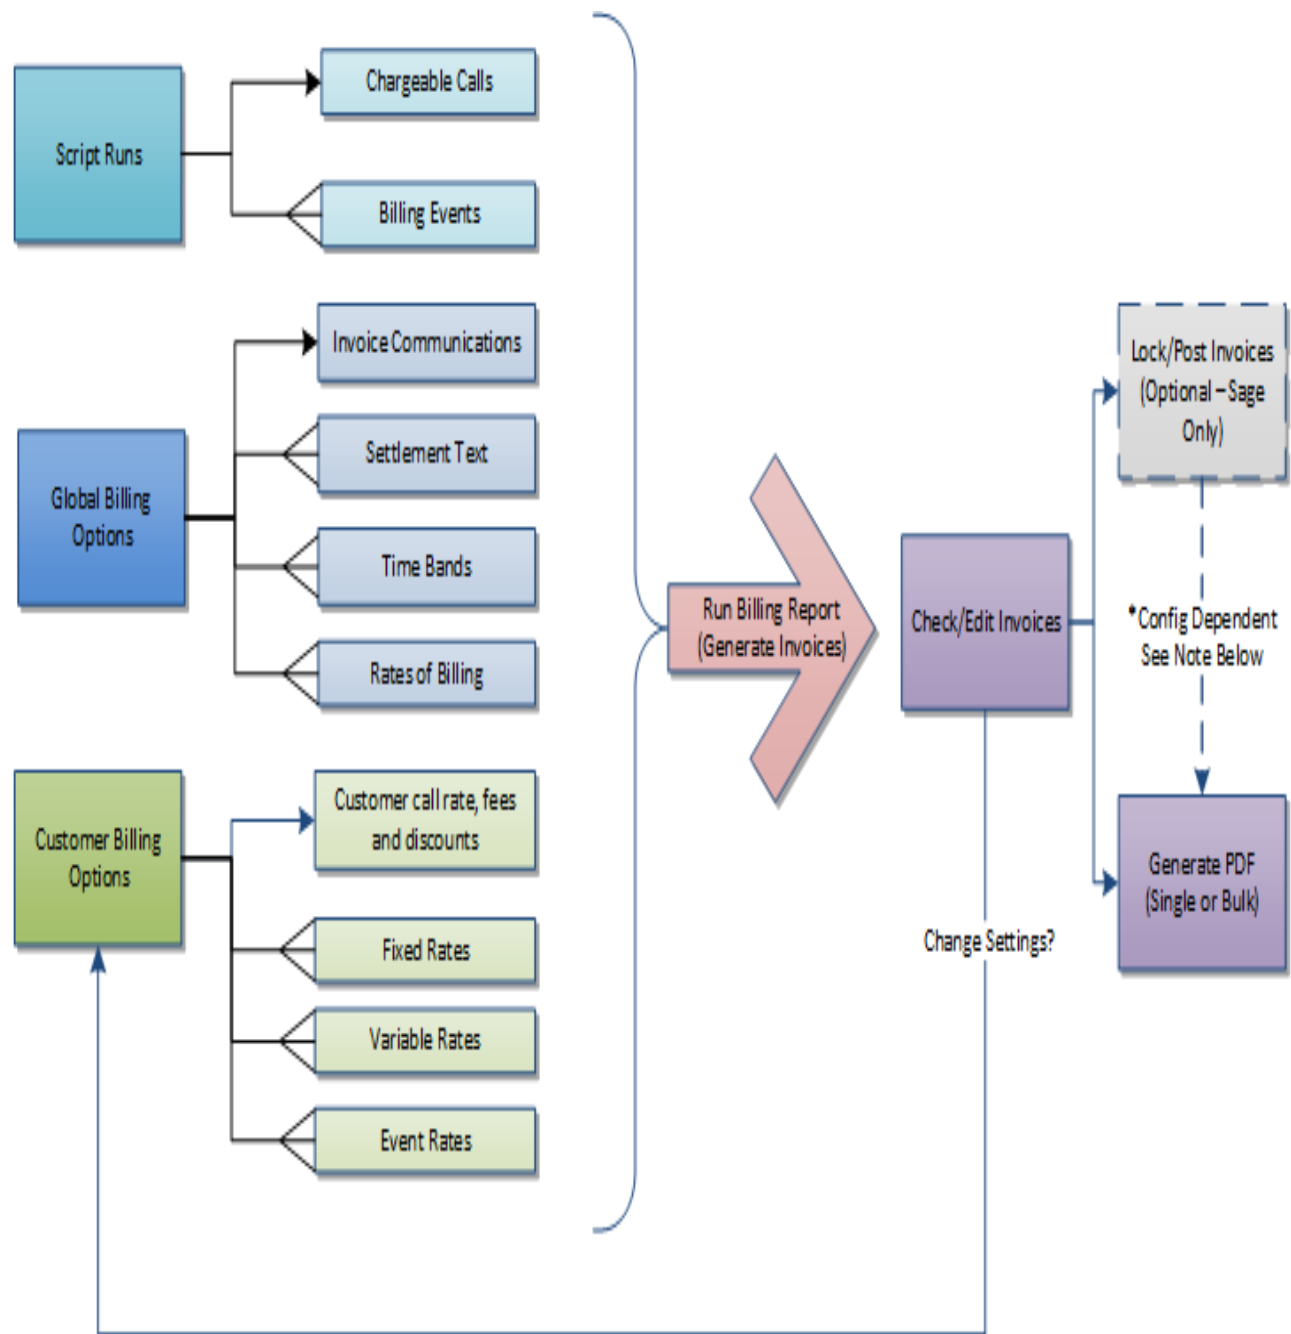 Script Runs
Chargeable Calls
Billing Events
Global Billing
Options
Invoice Communications
Settlement Text
Time Bands
Rates of Billing
Customer Billing
Options
Customer call rate, fees
and discounts
Fixed Rates
Variable Rates
Event Rates
Run Billing Report
(Generate Invoices)
Check/Edit Invoices
Change Settings?
Lock/Post Invoices
(Optional – Sage
Only)
*Config Dependent
See Note Below
Generate PDF
(Single or Bulk)